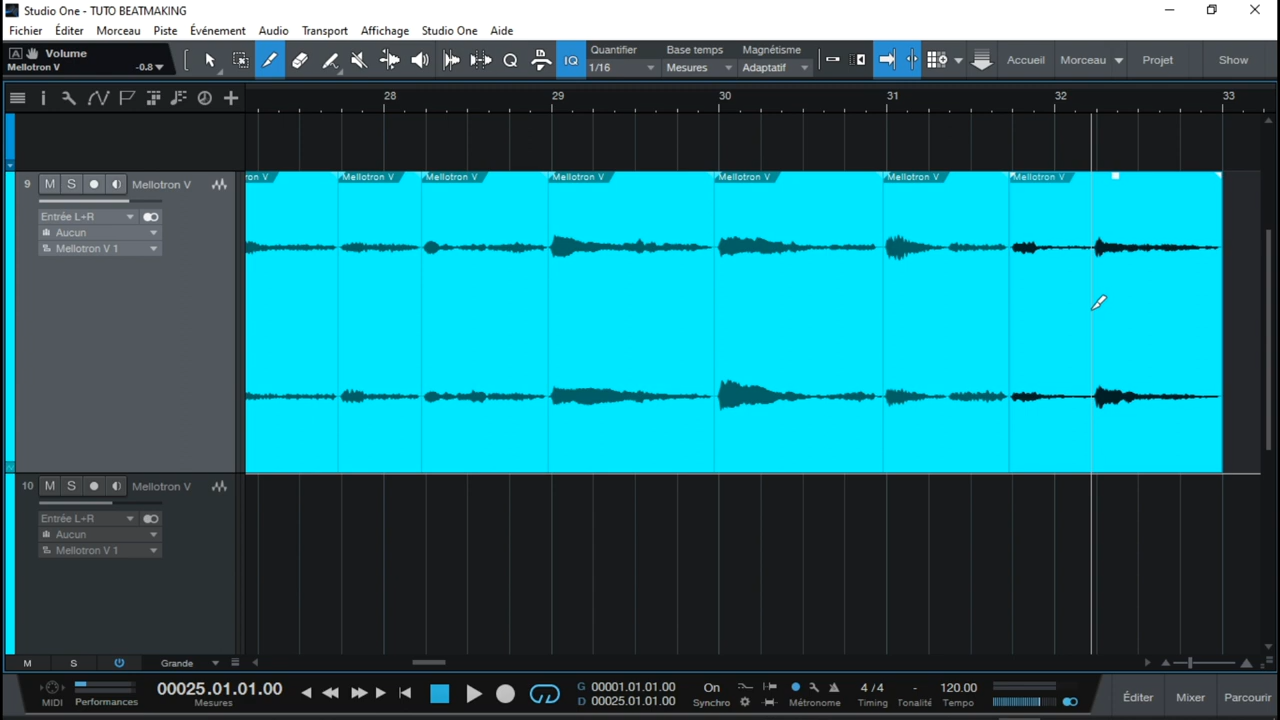 Studio One - TUTO BEATMAKING
Fichier Éditer Morceau Piste Événement Audio Transport Affichage Studio One Aide
A Volume
Mellotron V -0.8
IQ
Quantifier Base temps Magnétisme
1/16 Mesures Adaptatif
Accueil Morceau Projet Show
28 29 30 31 32 33
9 M S Mellotron V
Entrée L+R
Aucun
Mellotron V 1
ron V Mellotron V Mellotron V Mellotron V Mellotron V Mellotron V Mellotron V
10 M S Mellotron V
Entrée L+R
Aucun
Mellotron V 1
M S Grande
MIDI Performances
00025.01.01.00
Mesures
G 00001.01.01.00
D 00025.01.01.00
On
Synchro
Métronome
4 / 4
Timing
-
Tonalité
120.00
Tempo
Éditer Mixer Parcourir